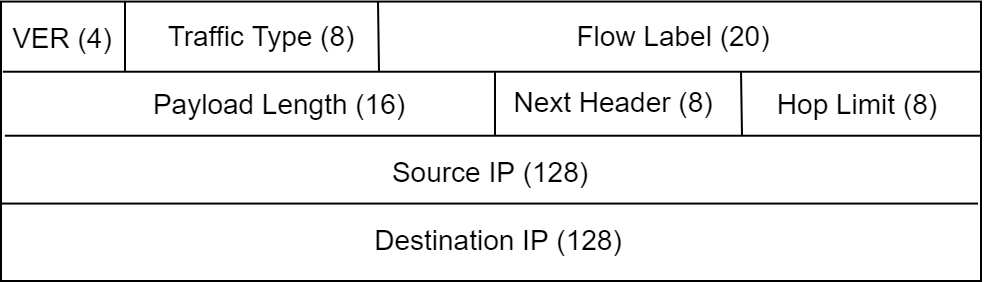 VER (4) Traffic Type (8) Flow Label (20)
Payload Length (16) Next Header (8) Hop Limit (8)
Source IP (128)
Destination IP (128)